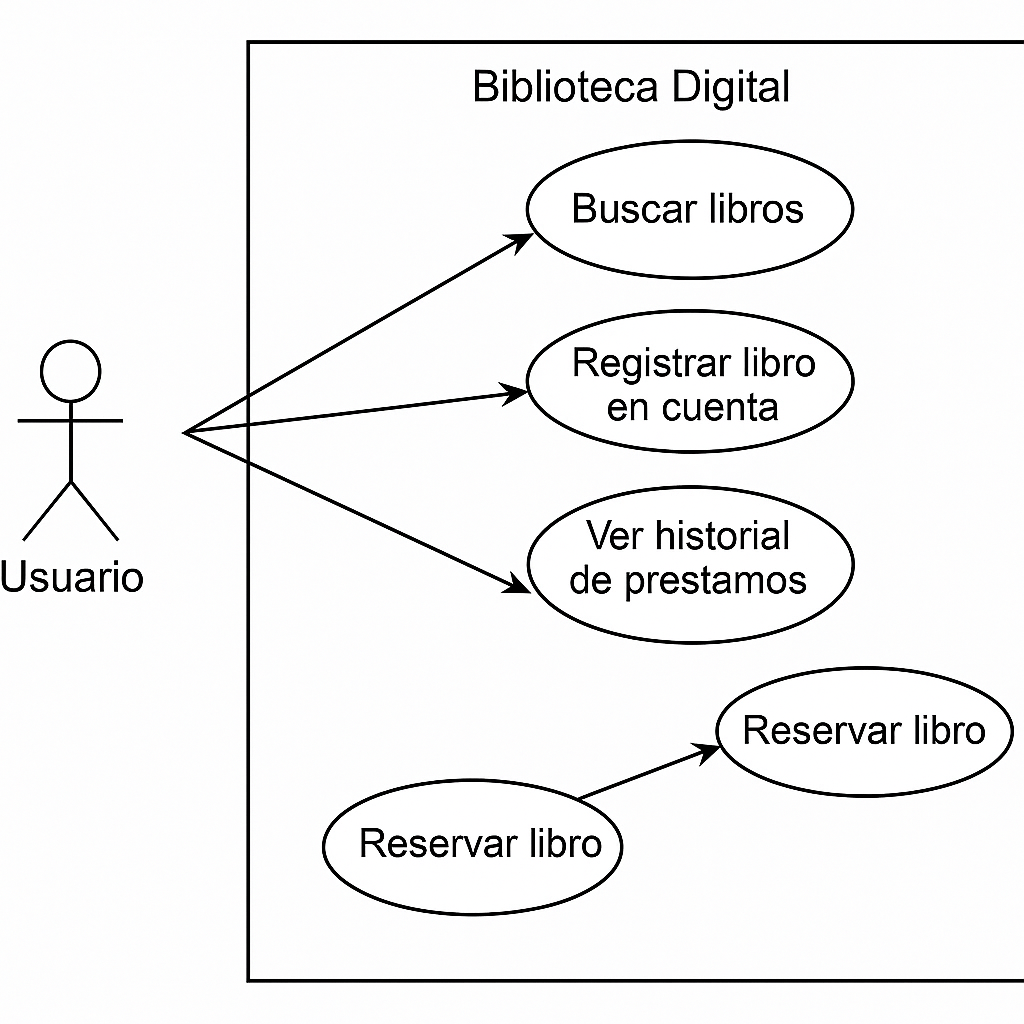 Biblioteca Digital
Buscar libros
Registrar libro
en cuenta
Ver historial
de prestamos
Usuario
Reservar libro
Reservar libro